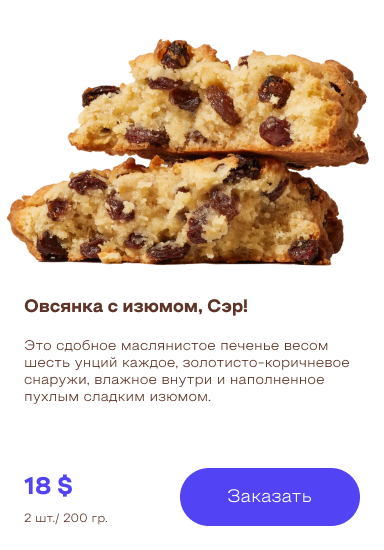 Овсянка с изюмом, Сэр!
Это сдобное маслянистое печенье весом
шесть унций каждое, золотисто-коричневое
снаружи, влажное внутри и наполненное
пухлым сладким изюмом.
18 $
Заказать
2 шт./ 200 гр.